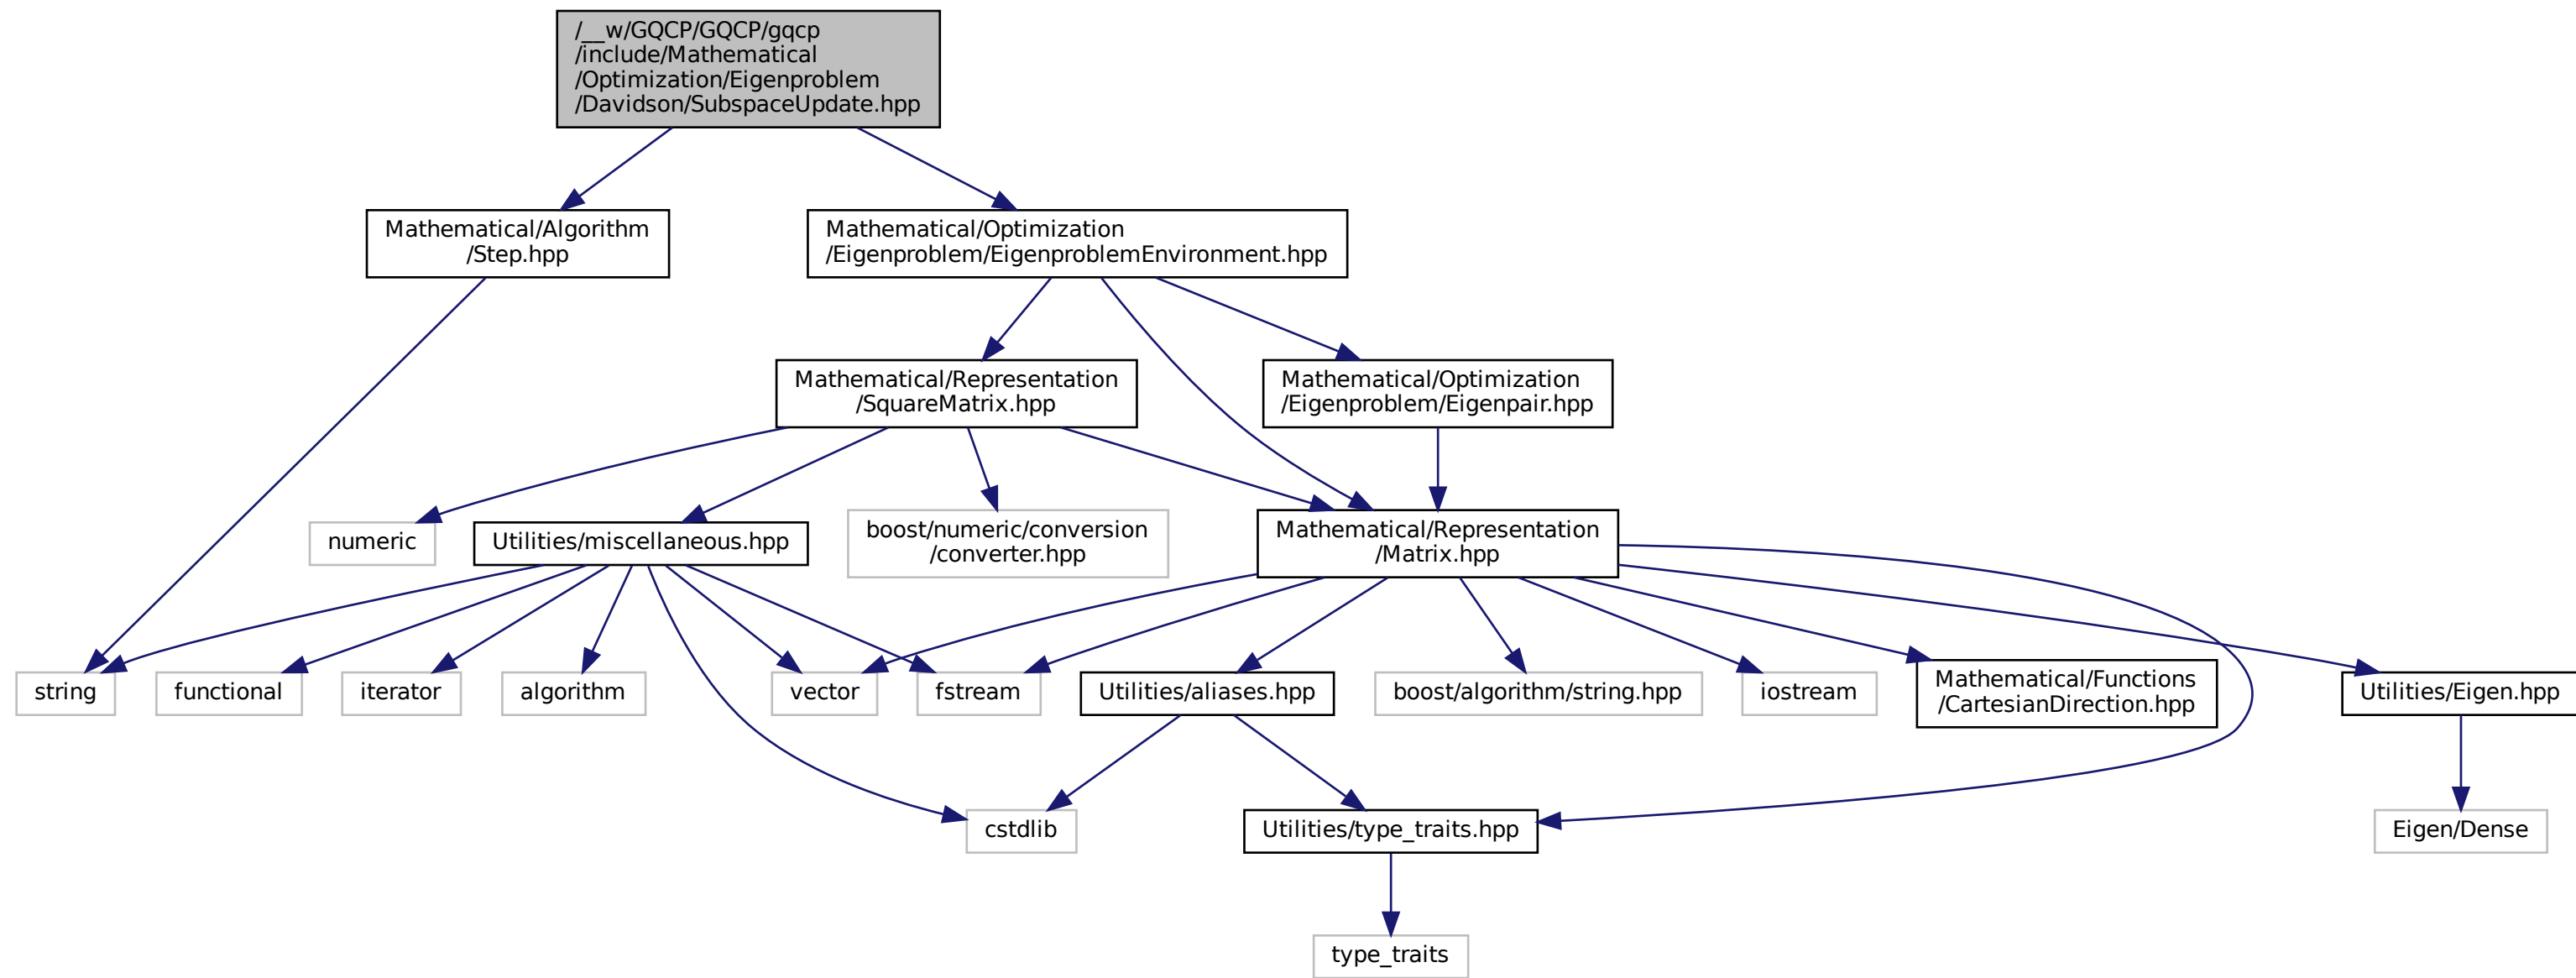 /__w/GQCP/GQCP/gqcp
/include/Mathematical
/Optimization/Eigenproblem
/Davidson/SubspaceUpdate.hpp
Mathematical/Algorithm
/Step.hpp
Mathematical/Optimization
/Eigenproblem/EigenproblemEnvironment.hpp
Mathematical/Representation
/SquareMatrix.hpp
Mathematical/Optimization
/Eigenproblem/Eigenpair.hpp
numeric
Utilities/miscellaneous.hpp
boost/numeric/conversion
/converter.hpp
Mathematical/Representation
/Matrix.hpp
string
functional
iterator
algorithm
vector
fstream
Utilities/aliases.hpp
boost/algorithm/string.hpp
iostream
Mathematical/Functions
/CartesianDirection.hpp
Utilities/Eigen.hpp
cstdlib
Utilities/type_traits.hpp
Eigen/Dense
type_traits